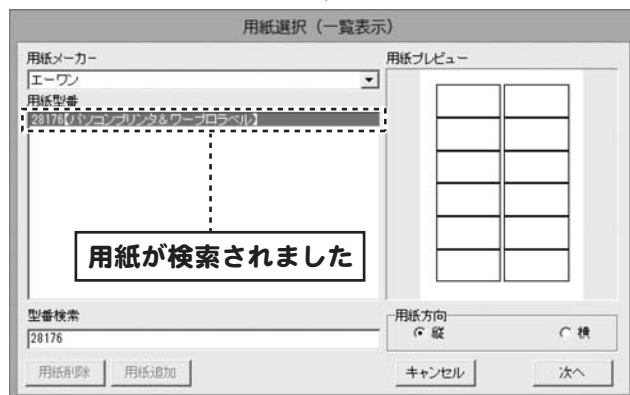 用紙選択（一覧表示）
用紙メーカー
エーワン
用紙型番
28176【パソコンプリンタ&ワープロラベル】
用紙が検索されました
型番検索
28176
用紙削除
用紙追加
用紙プレビュー
用紙方向
縦
横
キャンセル
次へ